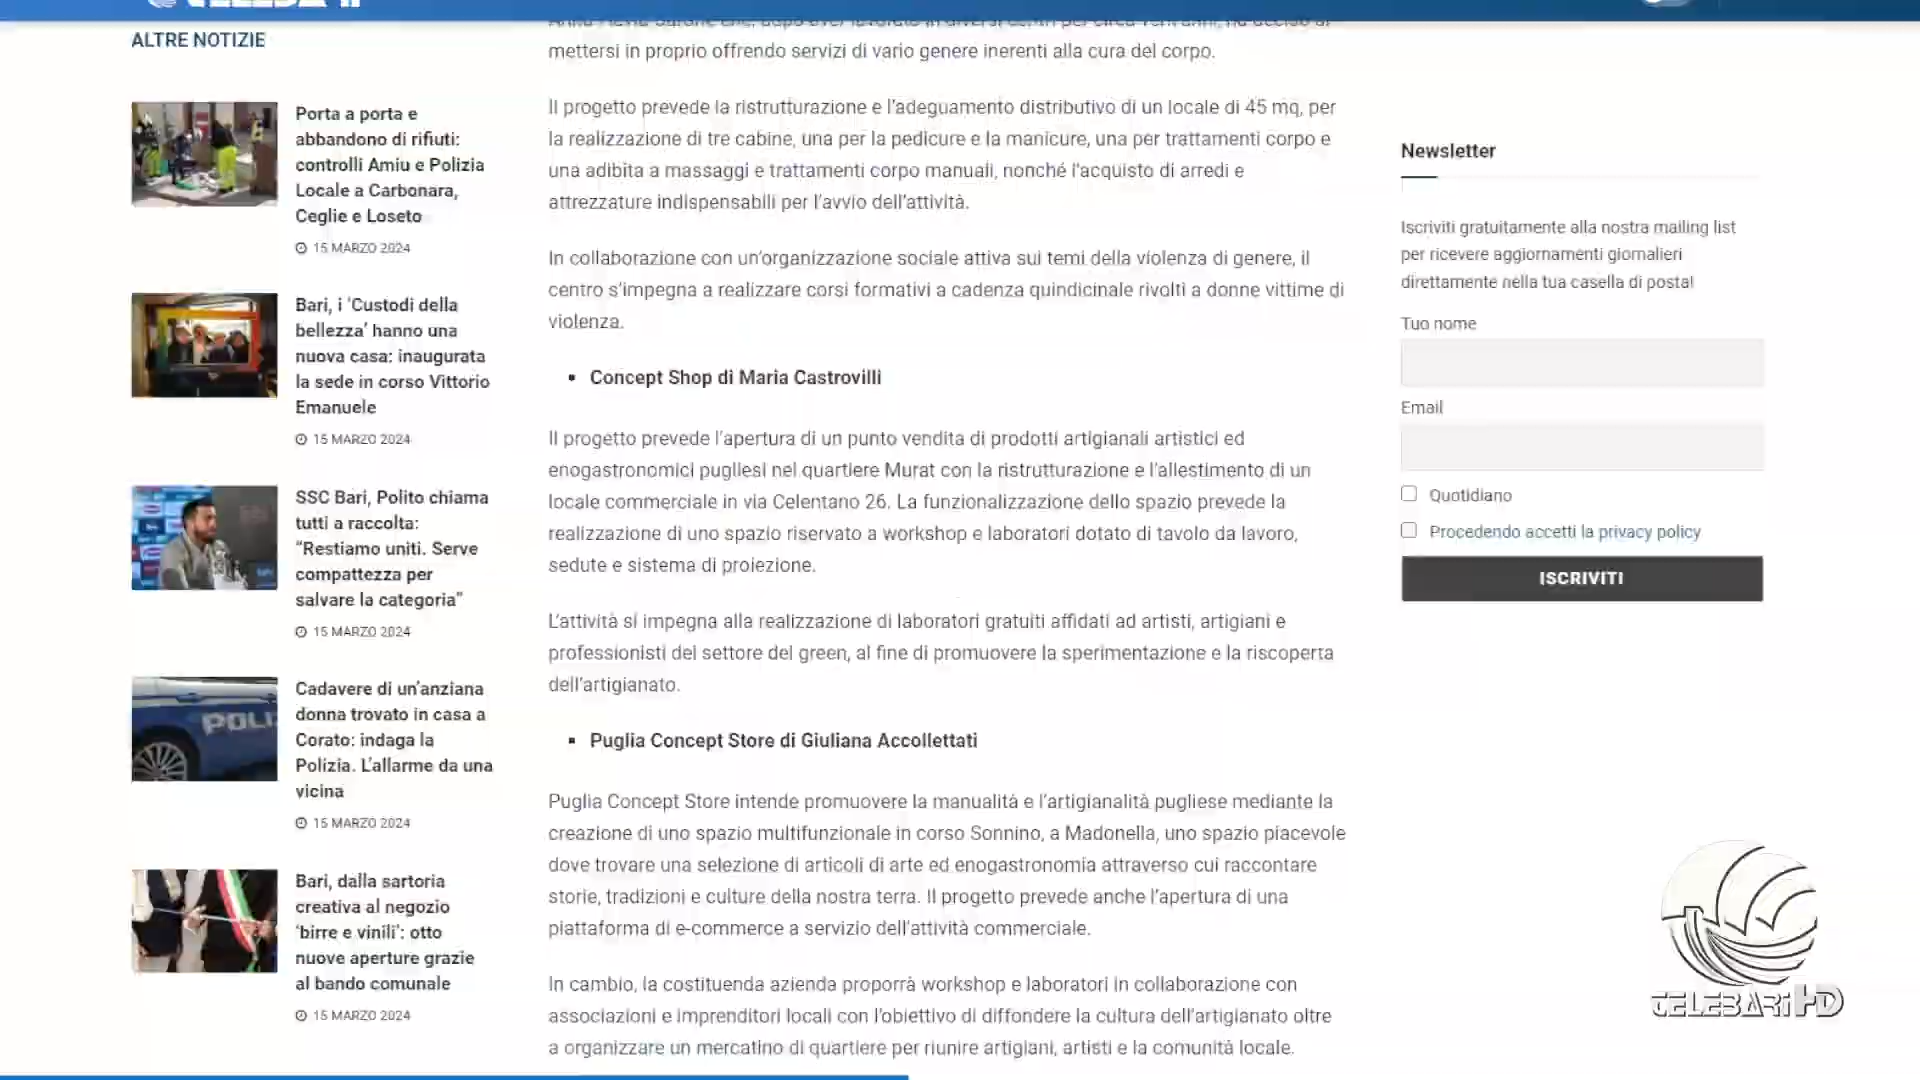 TELEBARI
ALTRE NOTIZIE
Porta a porta e
abbandono di rifiuti:
controlli Amiu e Polizia
Locale a Carbonara,
Ceglie e Loseto
15 MARZO 2024
Bari, i ‘Custodi della
bellezza’ hanno una
nuova casa: inaugurata
la sede in corso Vittorio
Emanuele
15 MARZO 2024
SSC Bari, Polito chiama
tutti a raccolta:
“Restiamo uniti. Serve
compattezza per
salvare la categoria”
15 MARZO 2024
POLI
Cadavere di un’anziana
donna trovato in casa a
Corato: indaga la
Polizia. L’allarme da una
vicina
15 MARZO 2024
Bari, dalla sartoria
creativa al negozio
‘birre e vinili’: otto
nuove aperture grazie
al bando comunale
15 MARZO 2024
mettersi in proprio offrendo servizi di vario genere inerenti alla cura del corpo.
Il progetto prevede la ristrutturazione e l’adeguamento distributivo di un locale di 45 mq, per
la realizzazione di tre cabine, una per la pedicure e la manicure, una per trattamenti corpo e
una adibita a massaggi e trattamenti corpo manuali, nonché l’acquisto di arredi e
attrezzature indispensabili per l’avvio dell’attività.
In collaborazione con un’organizzazione sociale attiva sui temi della violenza di genere, il
centro s’impegna a realizzare corsi formativi a cadenza quindicinale rivolti a donne vittime di
violenza.
▪ Concept Shop di Maria Castrovilli
Il progetto prevede l’apertura di un punto vendita di prodotti artigianali artistici ed
enogastronomici pugliesi nel quartiere Murat con la ristrutturazione e l’allestimento di un
locale commerciale in via Celentano 26. La funzionalizzazione dello spazio prevede la
realizzazione di uno spazio riservato a workshop e laboratori dotato di tavolo da lavoro,
sedute e sistema di proiezione.
L’attività si impegna alla realizzazione di laboratori gratuiti affidati ad artisti, artigiani e
professionisti del settore del green, al fine di promuovere la sperimentazione e la riscoperta
dell’artigianato.
▪ Puglia Concept Store di Giuliana Accollettati
Puglia Concept Store intende promuovere la manualità e l’artigianalità pugliese mediante la
creazione di uno spazio multifunzionale in corso Sonnino, a Madonella, uno spazio piacevole
dove trovare una selezione di articoli di arte ed enogastronomia attraverso cui raccontare
storie, tradizioni e culture della nostra terra. Il progetto prevede anche l’apertura di una
piattaforma di e-commerce a servizio dell’attività commerciale.
In cambio, la costituenda azienda proporrà workshop e laboratori in collaborazione con
associazioni e imprenditori locali con l’obiettivo di diffondere la cultura dell’artigianato oltre
a organizzare un mercatino di quartiere per riunire artigiani, artisti e la comunità locale.
Newsletter
Iscriviti gratuitamente alla nostra mailing list
per ricevere aggiornamenti giornalieri
direttamente nella tua casella di posta!
Tuo nome
Email
Quotidiano
Procedendo accetti la privacy policy
ISCRIVITI
TELEBARI HD